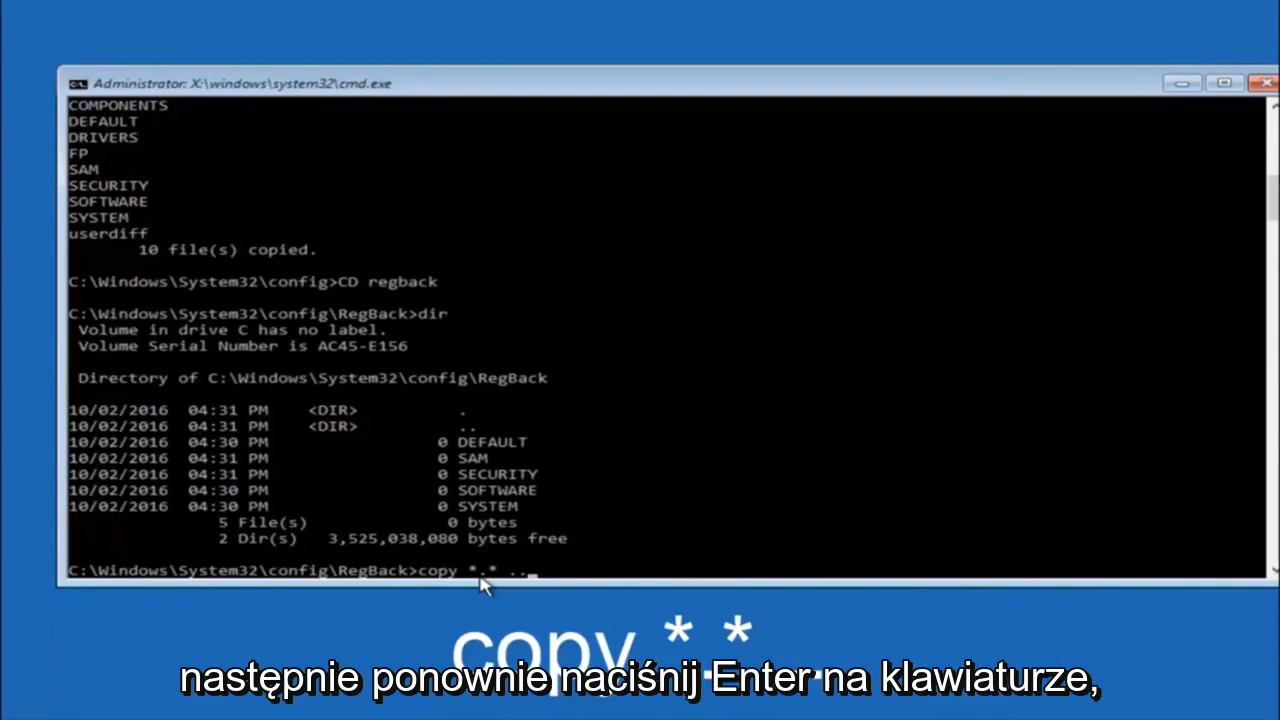 Administrator: X:\windows\system32\cmd.exe
COMPONENTS
DEFAULT
DRIVERS
FP
SAM
SECURITY
SOFTWARE
SYSTEM
userdiff
10 file(s) copied.
C:\Windows\System32\config>CD regback
C:\Windows\System32\config\RegBack>dir
Volume in drive C has no label.
Volume Serial Number is AC45-E156
Directory of C:\Windows\System32\config\RegBack
10/02/2016 04:31 PM <DIR> .
10/02/2016 04:31 PM <DIR> ..
10/02/2016 04:30 PM 0 DEFAULT
10/02/2016 04:31 PM 0 SAM
10/02/2016 04:31 PM 0 SECURITY
10/02/2016 04:30 PM 0 SOFTWARE
10/02/2016 04:30 PM 0 SYSTEM
5 File(s) 0 bytes
2 Dir(s) 3,525,038,080 bytes free
C:\Windows\System32\config\RegBack>copy *.* .._
copy *.* ..
następnie ponownie naciśnij Enter na klawiaturze,